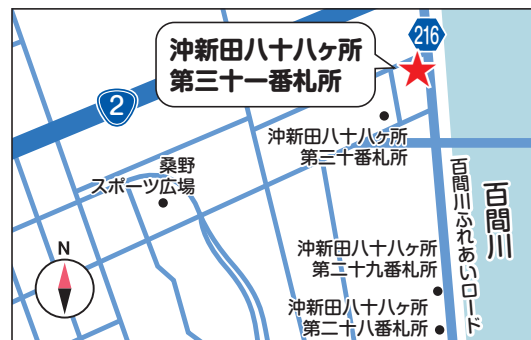 沖新田八十八ヶ所
第三十一番札所
216
2
沖新田八十八ヶ所
第三十番札所
桑野
スポーツ広場
百間川
百間川ふれあいロード
沖新田八十八ヶ所
第二十九番札所
沖新田八十八ヶ所
第二十八番札所
N